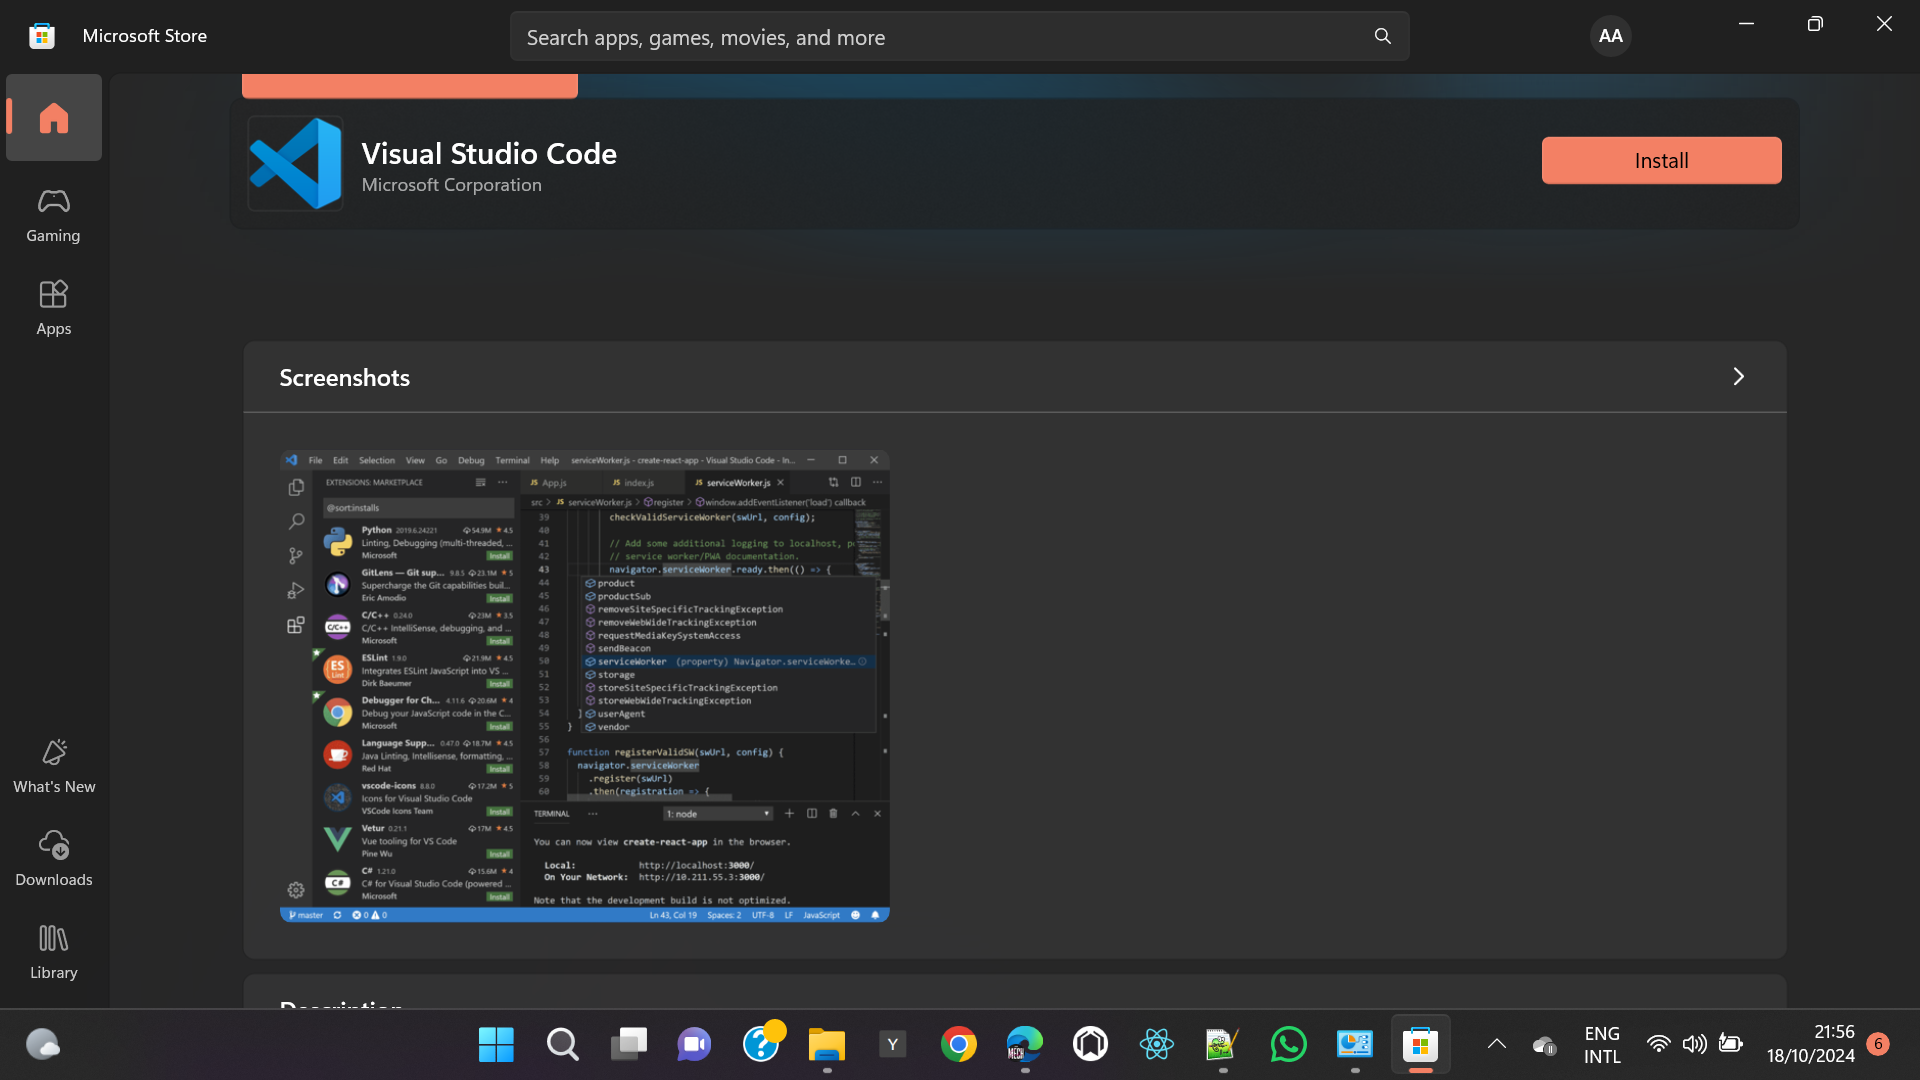 Microsoft Store
Search apps, games, movies, and more
AA
Gaming
Apps
What's New
Downloads
Library
Visual Studio Code
Microsoft Corporation
Install
Screenshots
File Edit Selection View Go Debug Terminal Help serviceWorker.js - create-react-app - Visual Studio Code - In...
EXTENSIONS: MARKETPLACE
@sort:installs
Python 2019.6.24221 54.9M 4.5
Linting, Debugging (multi-threaded, ...
Microsoft Install
GitLens — Git sup... 9.8.5 23.1M 5
Supercharge the Git capabilities buil...
Eric Amodio Install
C/C++ 0.24.0 23M 3.5
C/C++ IntelliSense, debugging, and ...
Microsoft Install
ESLint 1.9.0 21.9M 4.5
Integrates ESLint JavaScript into VS ...
Dirk Baeumer Install
Debugger for Ch... 4.11.6 20.6M 4
Debug your JavaScript code in the C...
Microsoft Install
Language Supp... 0.47.0 18.7M 4.5
Java Linting, Intellisense, formatting, ...
Red Hat Install
vscode-icons 8.8.0 17.2M 5
Icons for Visual Studio Code
VSCode Icons Team Install
Vetur 0.21.1 17M 4.5
Vue tooling for VS Code
Pine Wu Install
C# 1.21.0 15.6M 4
C# for Visual Studio Code (powered ...
Microsoft Install
JS App.js JS index.js JS serviceWorker.js
src > JS serviceWorker.js > register > window.addEventListener('load') callback
39 checkValidServiceWorker(swUrl, config);
40
41 // Add some additional logging to localhost, po
42 // service worker/PWA documentation.
43 navigator.serviceWorker.ready.then(() => {
44 product
45 productSub
46 removeSiteSpecificTrackingException
47 removeWebWideTrackingException
48 requestMediaKeySystemAccess
49 sendBeacon
50 serviceWorker (property) Navigator.serviceWorke...
51 storage
52 storeSiteSpecificTrackingException
53 storeWebWideTrackingException
54 } userAgent
55 } vendor
56
57 function registerValidSW(swUrl, config) {
58 navigator.serviceWorker
59 .register(swUrl)
60 .then(registration => {
TERMINAL ... 1: node
You can now view create-react-app in the browser.
Local: http://localhost:3000/
On Your Network: http://10.211.55.3:3000/
Note that the development build is not optimized.
master 0 0 Ln 43, Col 19 Spaces: 2 UTF-8 LF JavaScript
Description
Y
MECH
ENG
INTL
21:56
18/10/2024
6